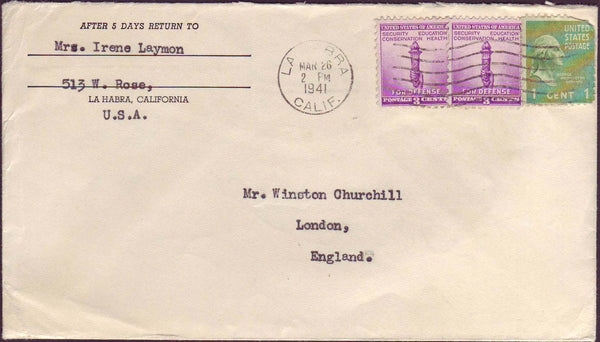 AFTER 5 DAYS RETURN TO
Mrs. Irene Laymon
513 W. Rose,
LA HABRA, CALIFORNIA
U.S.A.
LA BRA
MAR 26
2 PM
1941
CALIF.
UNITED STATES OF AMERICA
SECURITY EDUCATION
CONSERVATION HEALTH
FOR DEFENSE
POSTAGE 3 CENTS
UNITED STATES OF AMERICA
SECURITY EDUCATION
CONSERVATION HEALTH
FOR DEFENSE
POSTAGE 3 CENTS
UNITED
STATES
POSTAGE
1 CENT 1
Mr. Winston Churchill
London,
England.